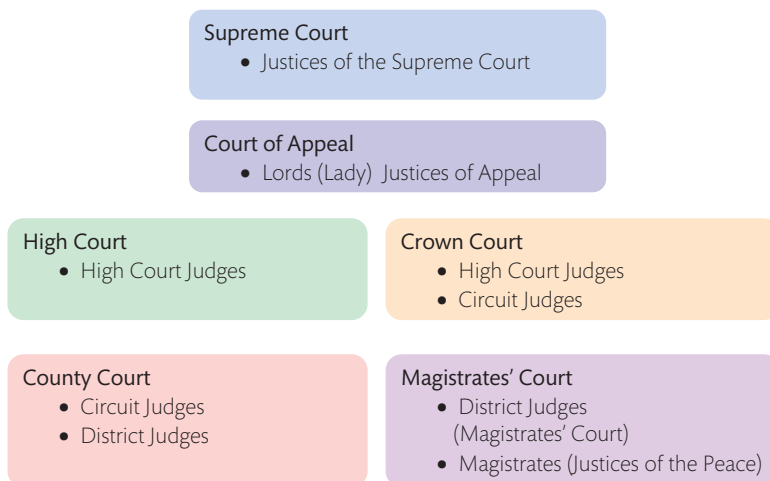 Supreme Court
• Justices of the Supreme Court
Court of Appeal
• Lords (Lady) Justices of Appeal
High Court
• High Court Judges
Crown Court
• High Court Judges
• Circuit Judges
County Court
• Circuit Judges
• District Judges
Magistrates’ Court
• District Judges
(Magistrates’ Court)
• Magistrates (Justices of the Peace)